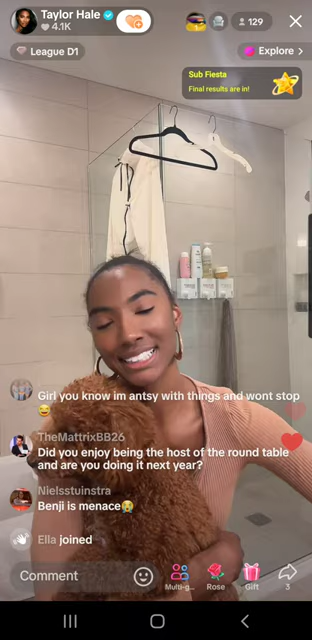 Taylor Hale
4.1K
129
League D1
Explore >
Sub Fiesta
Final results are in!
Girl you know im antsy with things and wont stop
😂
TheMattrixBB26
Did you enjoy being the host of the round table
and are you doing it next year?
Nielsstuinstra
Benji is menace😭
Ella joined
Comment
Multi-g...
Rose
Gift
3